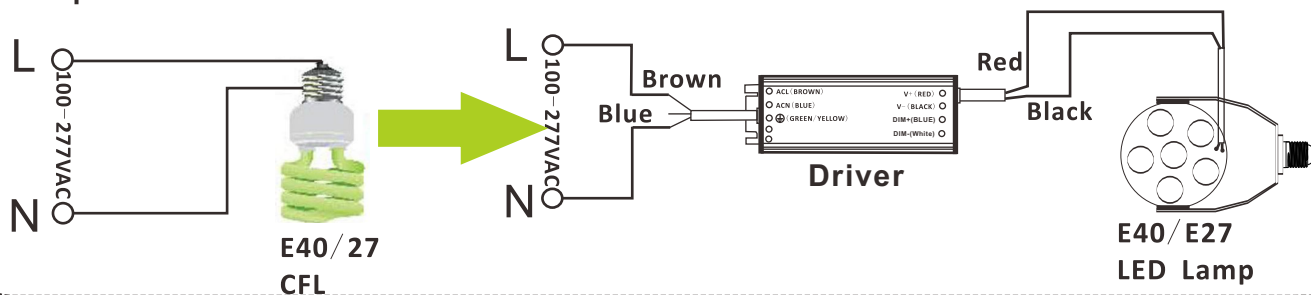 L
100-277VAC
N
E40/27
CFL
L
100-277VAC
N
Brown
Blue
ACL(BROWN)
ACN(BLUE)
(GREEN/YELLOW)
V+(RED)
V-(BLACK)
DIM+(BLUE)
DIM-(White)
Driver
Red
Black
E40/E27
LED Lamp